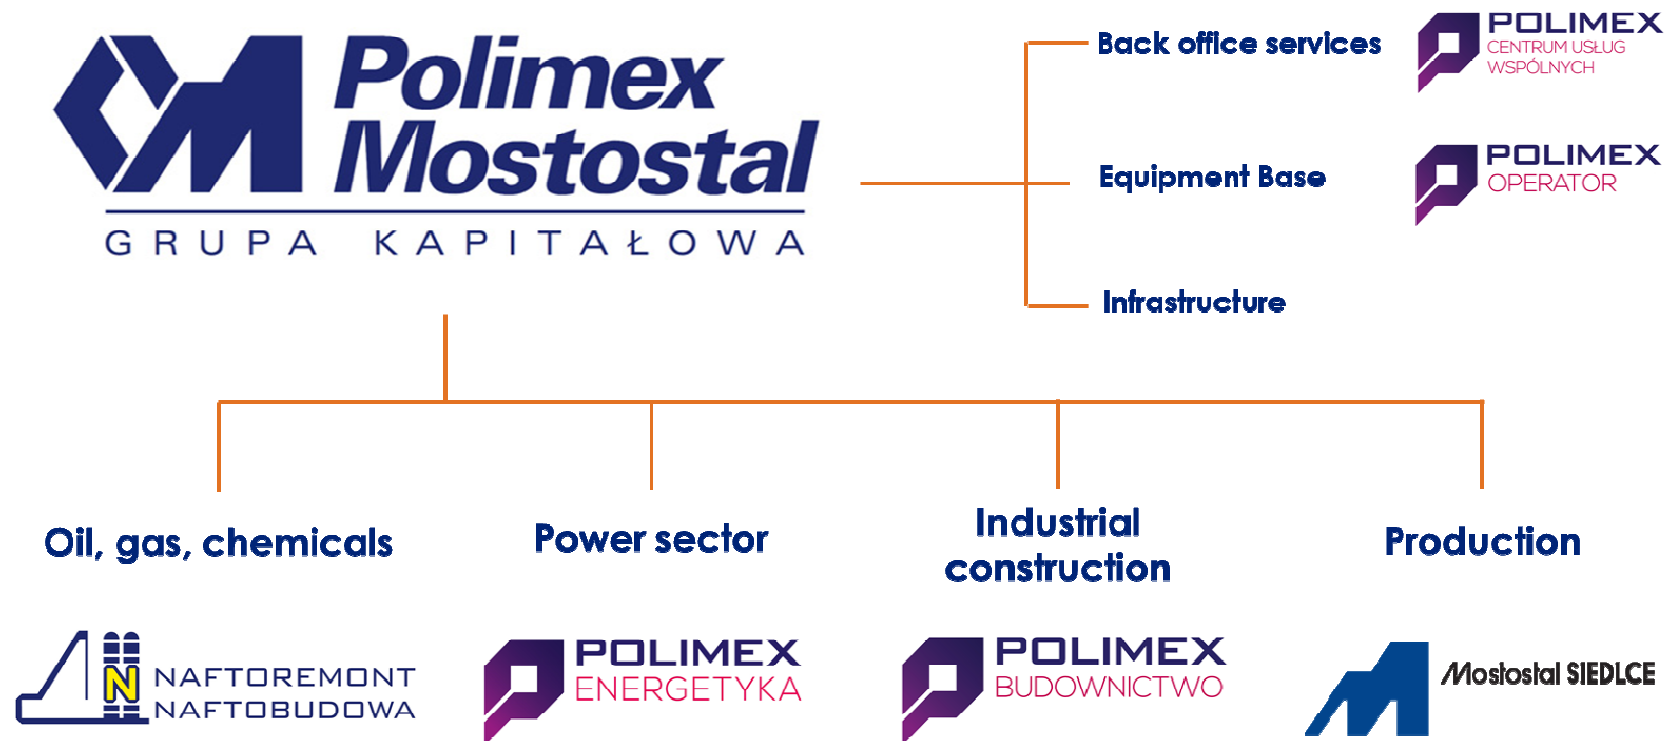 Polimex
Mostostal
GRUPA KAPITAŁOWA
Back office services
POLIMEX
CENTRUM USŁUG
WSPÓLNYCH
Equipment Base
POLIMEX
OPERATOR
Infrastructure
Oil, gas, chemicals
Power sector
Industrial
construction
Production
N
NAFTOREMONT
NAFTOBUDOWA
POLIMEX
ENERGETYKA
POLIMEX
BUDOWNICTWO
Mostostal SIEDLCE